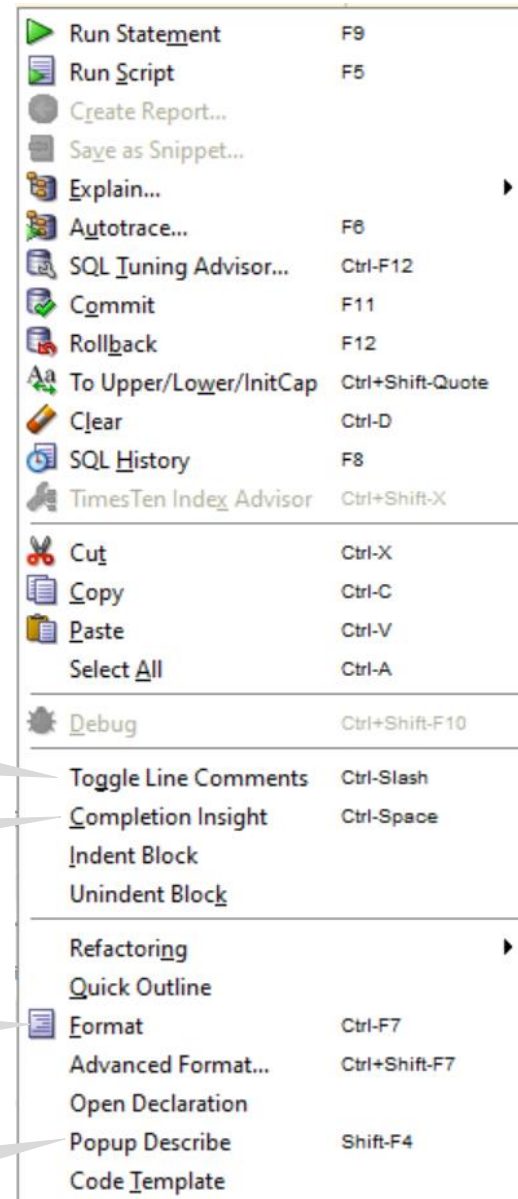 Run Statement F9
Run Script F5
Create Report...
Save as Snippet...
Explain...
Autotrace... F6
SQL Tuning Advisor... Ctrl-F12
Commit F11
Rollback F12
To Upper/Lower/InitCap Ctrl+Shift-Quote
Clear Ctrl-D
SQL History F8
TimesTen Index Advisor Ctrl+Shift-X
Cut Ctrl-X
Copy Ctrl-C
Paste Ctrl-V
Select All Ctrl-A
Debug Ctrl+Shift-F10
Toggle Line Comments Ctrl-Slash
Completion Insight Ctrl-Space
Indent Block
Unindent Block
Refactoring
Quick Outline
Format Ctrl-F7
Advanced Format... Ctrl+Shift-F7
Open Declaration
Popup Describe Shift-F4
Code Template